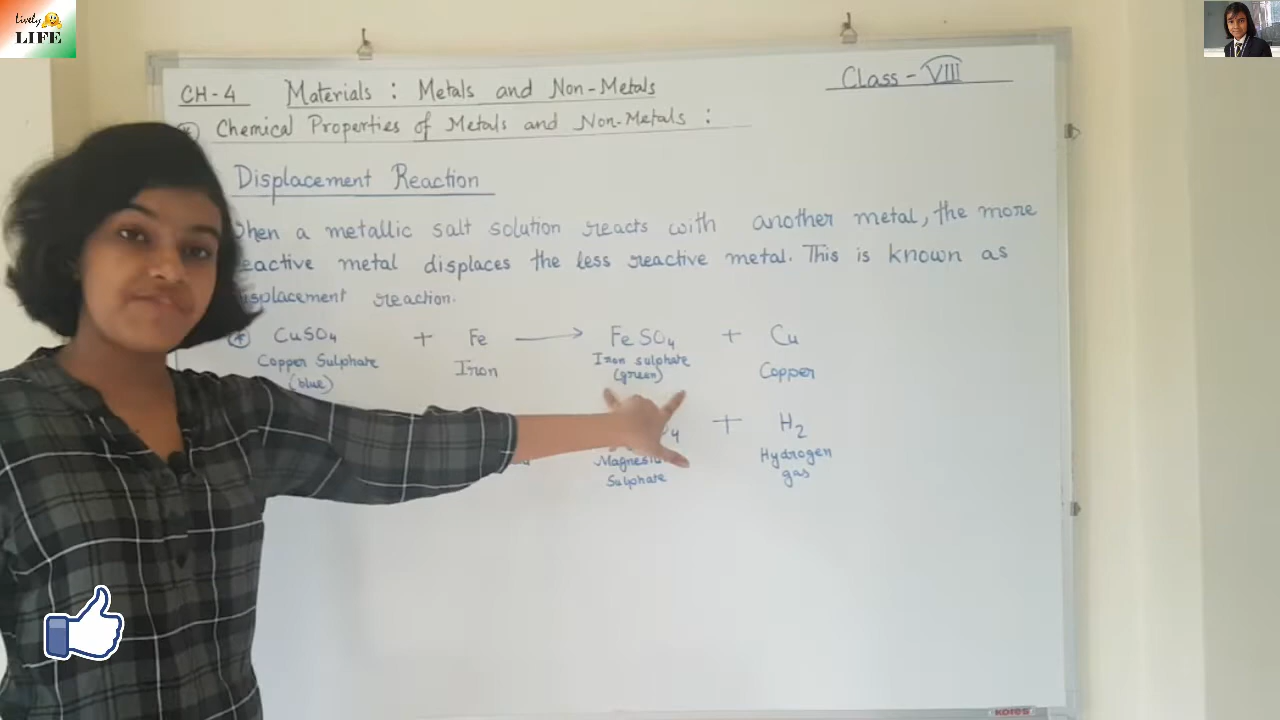 Lively
LIFE
CH-4 Materials : Metals and Non-Metals
Class - VIII
Chemical Properties of Metals and Non-Metals :
Displacement Reaction
hen a metallic salt solution reacts with another metal, the more
eactive metal displaces the less reactive metal. This is known as
isplacement reaction.
CuSO4 + Fe → FeSO4 + Cu
Copper Sulphate Iron Iron sulphate Copper
(blue) (green)
4 + H2
Magnesiu Hydrogen
Sulphate gas
kores